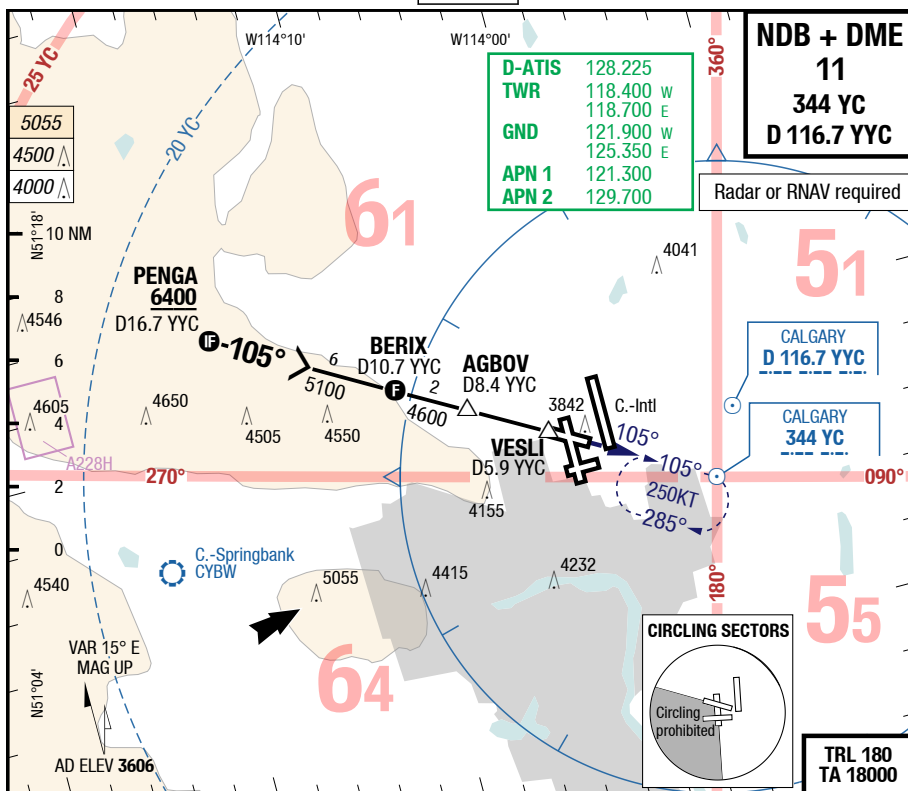 25 YC
20 YC
W114°10'
W114°00'
360°
NDB + DME
11
344 YC
D 116.7 YYC
D-ATIS 128.225
TWR 118.400 W
118.700 E
GND 121.900 W
125.350 E
APN 1 121.300
APN 2 129.700
Radar or RNAV required
5055
4500
4000
N51°18'
10 NM
8
6
4
2
0
61
51
4041
PENGA
6400
D16.7 YYC
IF
-105°
6
5100
BERIX
D10.7 YYC
F
2
4600
AGBOV
D8.4 YYC
VESLI
D5.9 YYC
3842
C.-Intl
105°
105°
250KT
285°
CALGARY
D 116.7 YYC
CALGARY
344 YC
4546
4605
4650
4505
4550
4155
A228H
270°
090°
180°
C.-Springbank
CYBW
4540
5055
4415
4232
64
55
VAR 15° E
MAG UP
N51°04'
AD ELEV 3606
CIRCLING SECTORS
Circling
prohibited
TRL 180
TA 18000